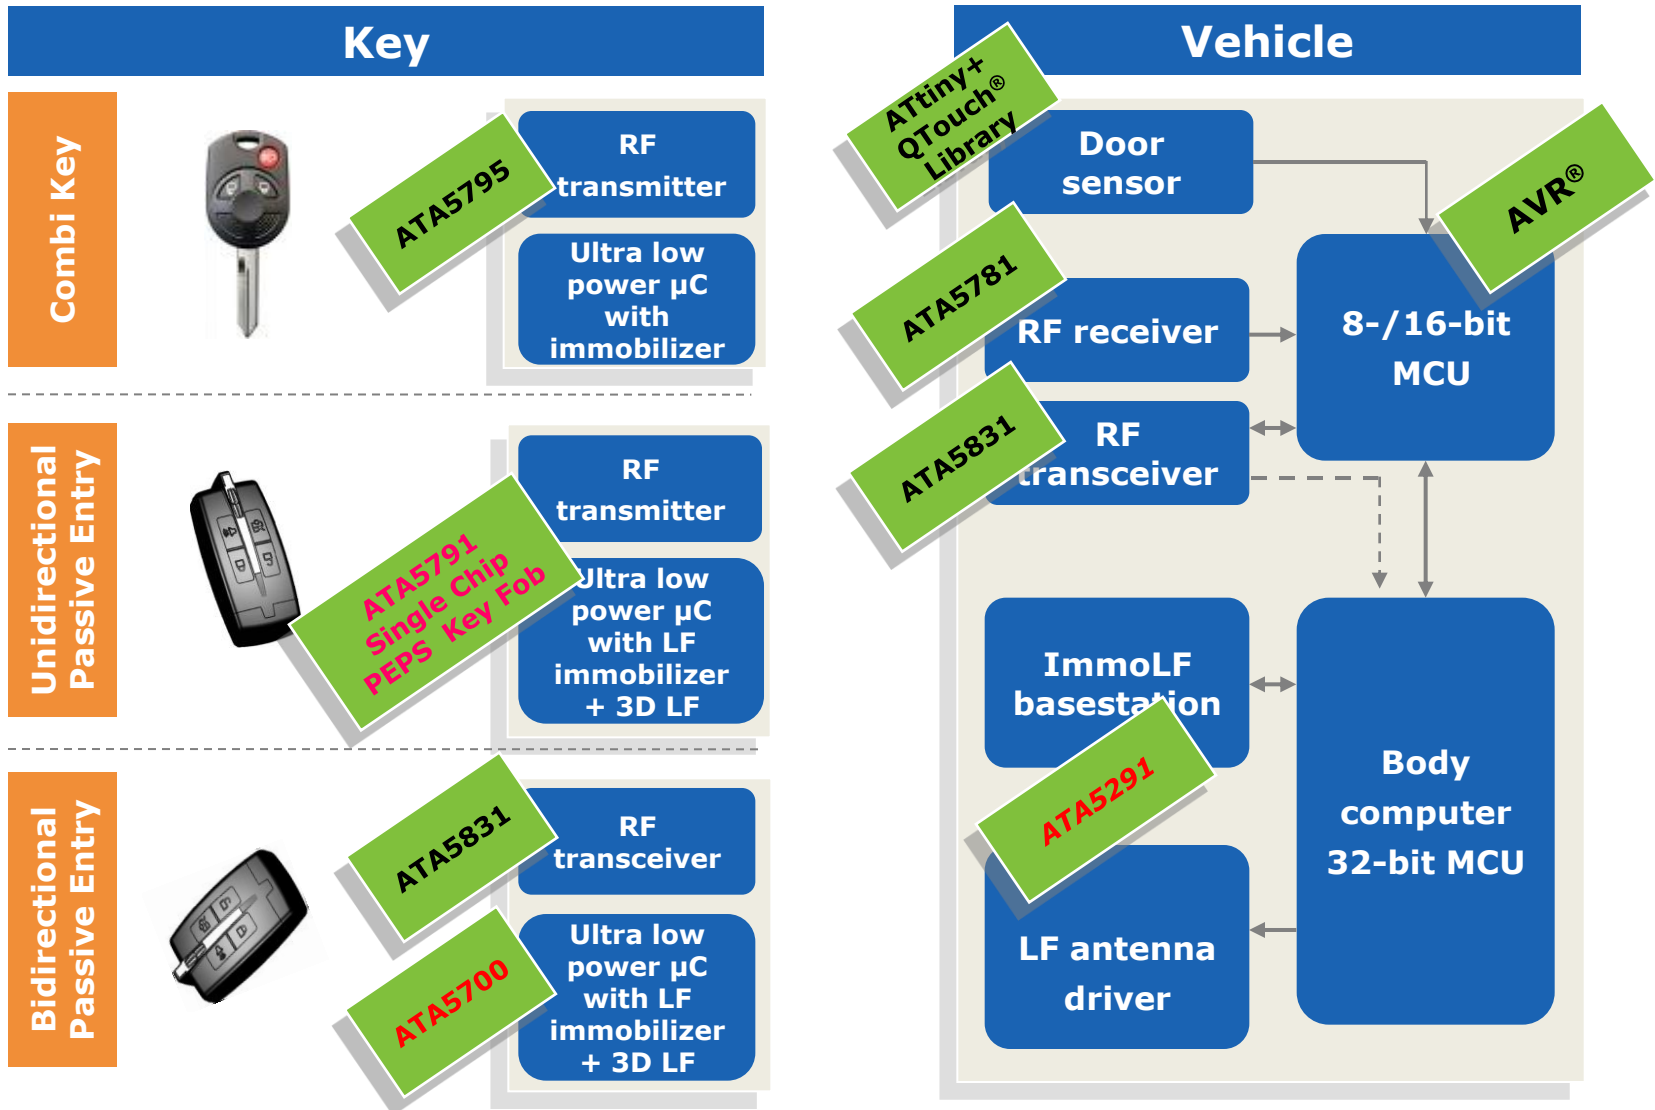 Key
Combi Key
ATA5795
RF
transmitter
Ultra low
power µC
with
immobilizer
Unidirectional
Passive Entry
ATA5791
Single Chip
PEPS Key Fob
RF
transmitter
Ultra low
power µC
with LF
immobilizer
+ 3D LF
Bidirectional
Passive Entry
ATA5831
ATA5700
RF
transceiver
Ultra low
power µC
with LF
immobilizer
+ 3D LF
Vehicle
ATtiny+
QTouch®
Library
Door
sensor
AVR®
ATA5781
RF receiver
8-/16-bit
MCU
ATA5831
RF
transceiver
ImmoLF
basestation
ATA5291
LF antenna
driver
Body
computer
32-bit MCU